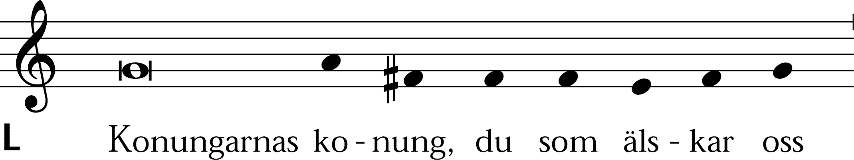 L Konungarnas ko - nung, du som äls - kar oss